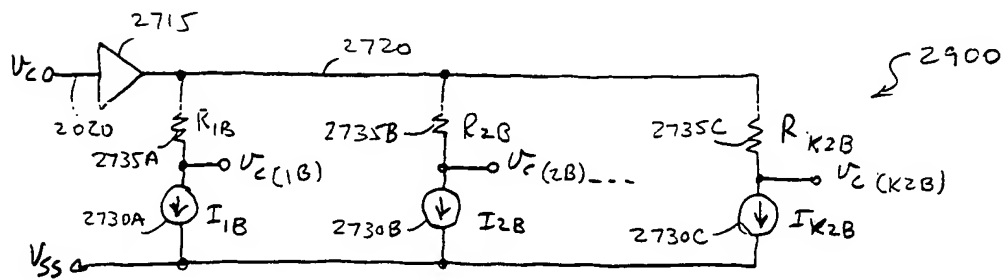 2715
2720
2900
Vc
2020
R1B
2735A
Vc(1B)
2730A
I1B
2735B
R2B
Vc(2B)----
2730B
I2B
2735C
RK2B
Vc(K2B)
2730C
IK2B
VSS